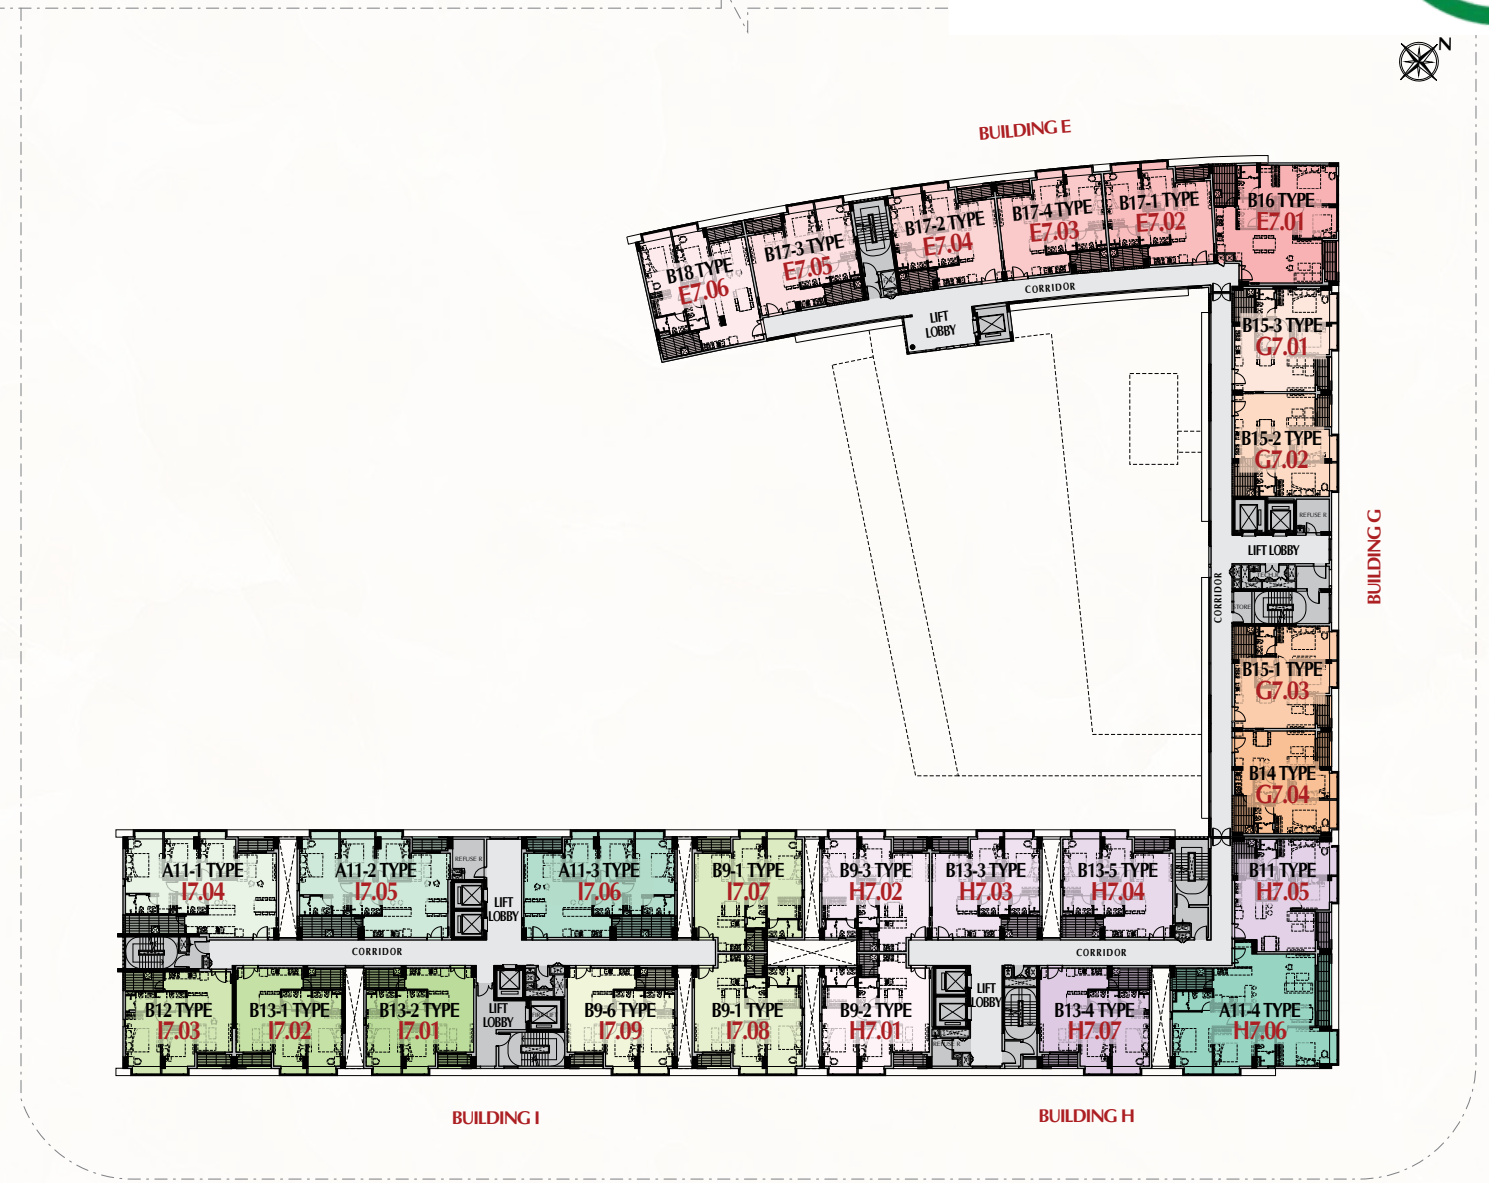 N
BUILDING E
B16 TYPE
E7.01
B17-1 TYPE
E7.02
B17-4 TYPE
E7.03
B17-2 TYPE
E7.04
B17-3 TYPE
E7.05
B18 TYPE
E7.06
CORRIDOR
LIFT
LOBBY
B15-3 TYPE
G7.01
B15-2 TYPE
G7.02
REFUSE R
LIFT LOBBY
BUILDING G
CORRIDOR
STORE
B15-1 TYPE
G7.03
B14 TYPE
G7.04
A11-1 TYPE
I7.04
A11-2 TYPE
I7.05
REFUSE R
LIFT
LOBBY
A11-3 TYPE
I7.06
B9-1 TYPE
I7.07
B9-3 TYPE
H7.02
B13-3 TYPE
H7.03
B13-5 TYPE
H7.04
B11 TYPE
H7.05
CORRIDOR
CORRIDOR
B12 TYPE
I7.03
B13-1 TYPE
I7.02
B13-2 TYPE
I7.01
LIFT
LOBBY
B9-6 TYPE
I7.09
B9-1 TYPE
I7.08
B9-2 TYPE
H7.01
LIFT
LOBBY
REFUSE R
B13-4 TYPE
H7.07
A11-4 TYPE
H7.06
BUILDING I
BUILDING H